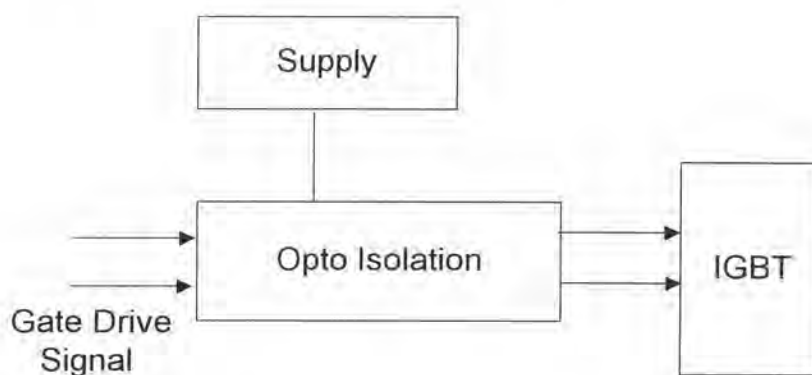 Supply
Opto Isolation
IGBT
Gate Drive
Signal